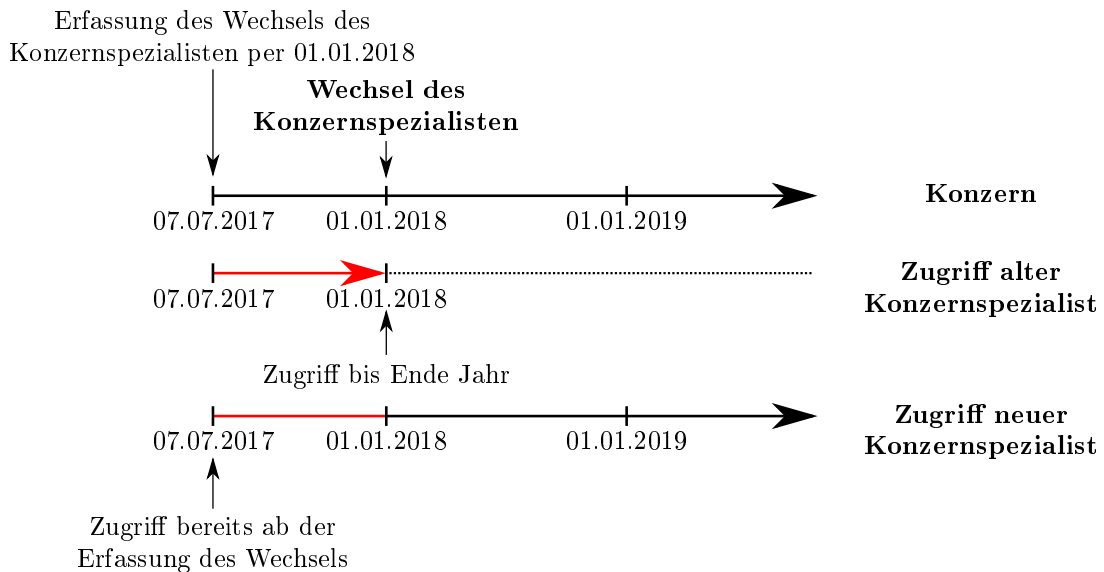 Erfassung des Wechsels des
Konzernspezialisten per 01.01.2018
Wechsel des
Konzernspezialisten
07.07.2017
01.01.2018
01.01.2019
Konzern
07.07.2017
01.01.2018
Zugriff alter
Konzernspezialist
Zugriff bis Ende Jahr
07.07.2017
01.01.2018
01.01.2019
Zugriff neuer
Konzernspezialist
Zugriff bereits ab der
Erfassung des Wechsels